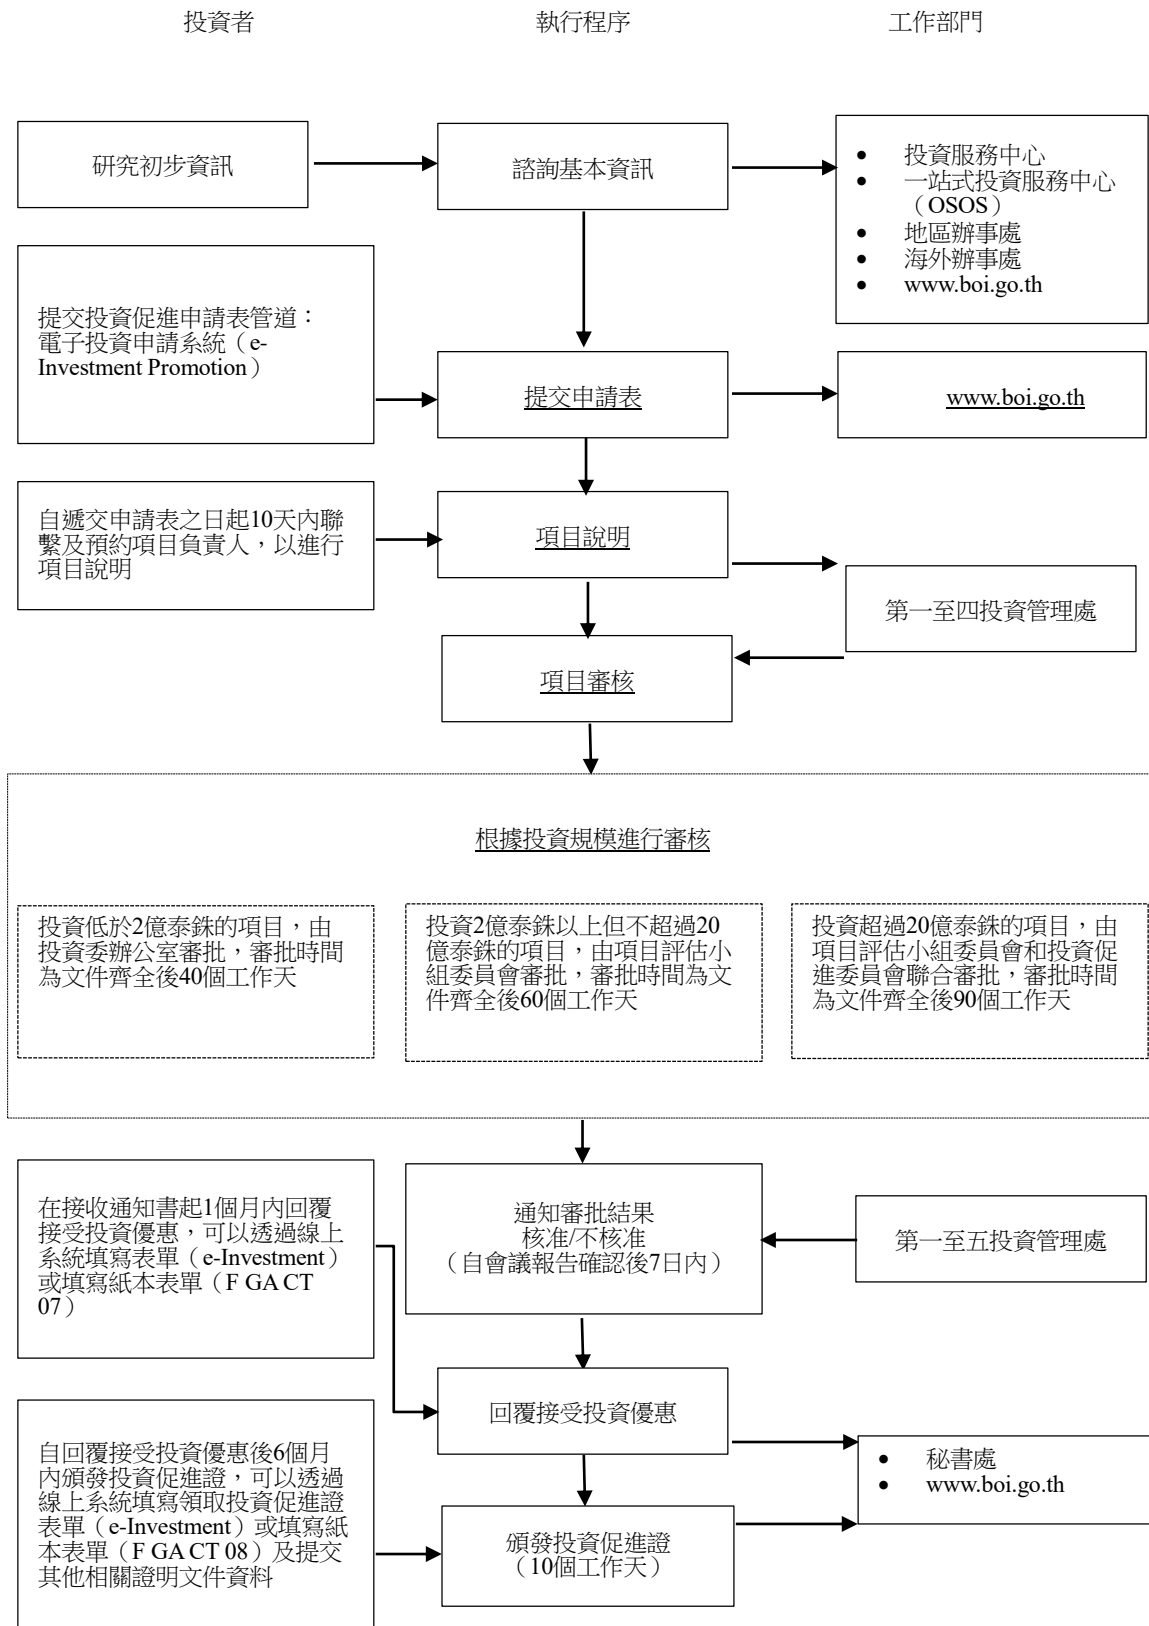 投資者
執行程序
工作部門
研究初步資訊
諮詢基本資訊
• 投資服務中心
• 一站式投資服務中心
（OSOS）
• 地區辦事處
• 海外辦事處
• www.boi.go.th
提交投資促進申請表管道：
電子投資申請系統（e-
Investment Promotion）
提交申請表
www.boi.go.th
自遞交申請表之日起10天內聯
繫及預約項目負責人，以進行
項目說明
項目說明
第一至四投資管理處
項目審核
根據投資規模進行審核
投資低於2億泰銖的項目，由
投資委辦公室審批，審批時間
為文件齊全後40個工作天
投資2億泰銖以上但不超過20
億泰銖的項目，由項目評估小
組委員會審批，審批時間為文
件齊全後60個工作天
投資超過20億泰銖的項目，由
項目評估小組委員會和投資促
進委員會聯合審批，審批時間
為文件齊全後90個工作天
在接收通知書起1個月內回覆
接受投資優惠，可以透過線上
系統填寫表單（e-Investment）
或填寫紙本表單（F GA CT
07）
通知審批結果
核准/不核准
（自會議報告確認後7日內）
第一至五投資管理處
回覆接受投資優惠
自回覆接受投資優惠後6個月
內頒發投資促進證，可以透過
線上系統填寫領取投資促進證
表單（e-Investment）或填寫紙
本表單（F GA CT 08）及提交
其他相關證明文件資料
• 秘書處
• www.boi.go.th
頒發投資促進證
（10個工作天）